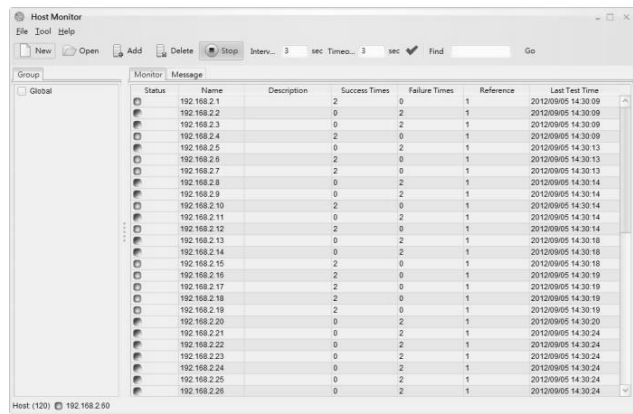 Host Monitor
File Tool Help
New Open Add Delete Stop Interv... 3 sec Timeo... 3 sec Find Go
Group Monitor Message
Global
Status Name Description Success Times Failure Times Reference Last Test Time
192.168.2.1 2 0 1 2012/09/05 14:30:09
192.168.2.2 0 2 1 2012/09/05 14:30:09
192.168.2.3 0 2 1 2012/09/05 14:30:09
192.168.2.4 2 0 1 2012/09/05 14:30:09
192.168.2.5 0 2 1 2012/09/05 14:30:13
192.168.2.6 2 0 1 2012/09/05 14:30:13
192.168.2.7 2 0 1 2012/09/05 14:30:13
192.168.2.8 0 2 1 2012/09/05 14:30:14
192.168.2.9 0 2 1 2012/09/05 14:30:14
192.168.2.10 2 0 1 2012/09/05 14:30:14
192.168.2.11 0 2 1 2012/09/05 14:30:14
192.168.2.12 2 0 1 2012/09/05 14:30:14
192.168.2.13 0 2 1 2012/09/05 14:30:18
192.168.2.14 0 2 1 2012/09/05 14:30:18
192.168.2.15 2 0 1 2012/09/05 14:30:18
192.168.2.16 2 0 1 2012/09/05 14:30:19
192.168.2.17 2 0 1 2012/09/05 14:30:19
192.168.2.18 2 0 1 2012/09/05 14:30:19
192.168.2.19 2 0 1 2012/09/05 14:30:19
192.168.2.20 0 2 1 2012/09/05 14:30:20
192.168.2.21 0 2 1 2012/09/05 14:30:24
192.168.2.22 0 2 1 2012/09/05 14:30:24
192.168.2.23 0 2 1 2012/09/05 14:30:24
192.168.2.24 0 2 1 2012/09/05 14:30:24
192.168.2.25 0 2 1 2012/09/05 14:30:24
192.168.2.26 0 2 1 2012/09/05 14:30:24
Host: (120) 192.168.2.60